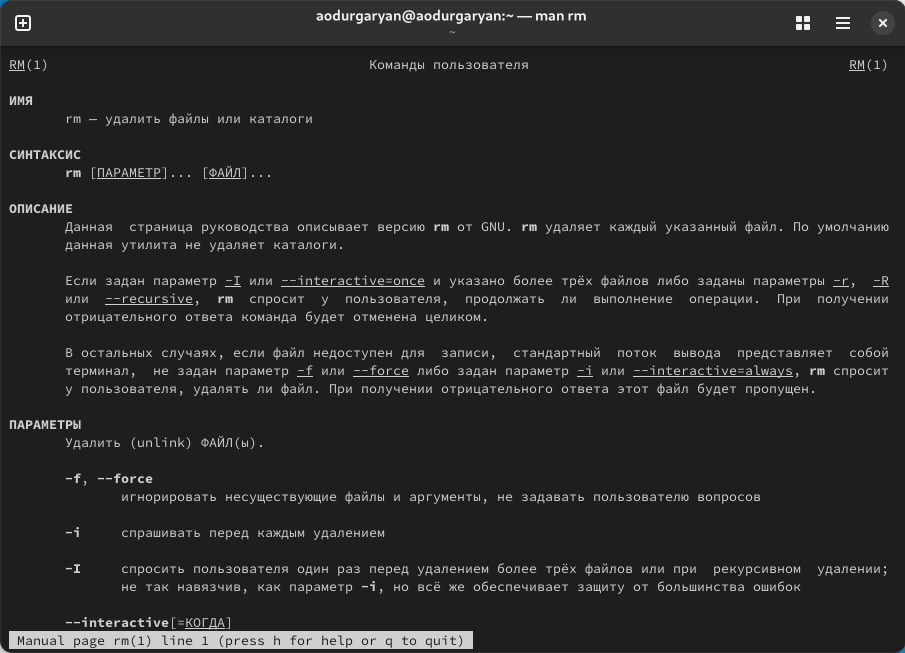 aodurgaryan@aodurgaryan:~ — man rm
~
RM(1) Команды пользователя RM(1)
ИМЯ
rm — удалить файлы или каталоги
СИНТАКСИС
rm [ПАРАМЕТР]... [ФАЙЛ]...
ОПИСАНИЕ
Данная страница руководства описывает версию rm от GNU. rm удаляет каждый указанный файл. По умолчанию
данная утилита не удаляет каталоги.
Если задан параметр -I или --interactive=once и указано более трёх файлов либо заданы параметры -r, -R
или --recursive, rm спросит у пользователя, продолжать ли выполнение операции. При получении
отрицательного ответа команда будет отменена целиком.
В остальных случаях, если файл недоступен для записи, стандартный поток вывода представляет собой
терминал, не задан параметр -f или --force либо задан параметр -i или --interactive=always, rm спросит
у пользователя, удалять ли файл. При получении отрицательного ответа этот файл будет пропущен.
ПАРАМЕТРЫ
Удалить (unlink) ФАЙЛ(ы).
-f, --force
игнорировать несуществующие файлы и аргументы, не задавать пользователю вопросов
-i спрашивать перед каждым удалением
-I спросить пользователя один раз перед удалением более трёх файлов или при рекурсивном удалении;
не так навязчив, как параметр -i, но всё же обеспечивает защиту от большинства ошибок
--interactive[=КОГДА]
Manual page rm(1) line 1 (press h for help or q to quit)